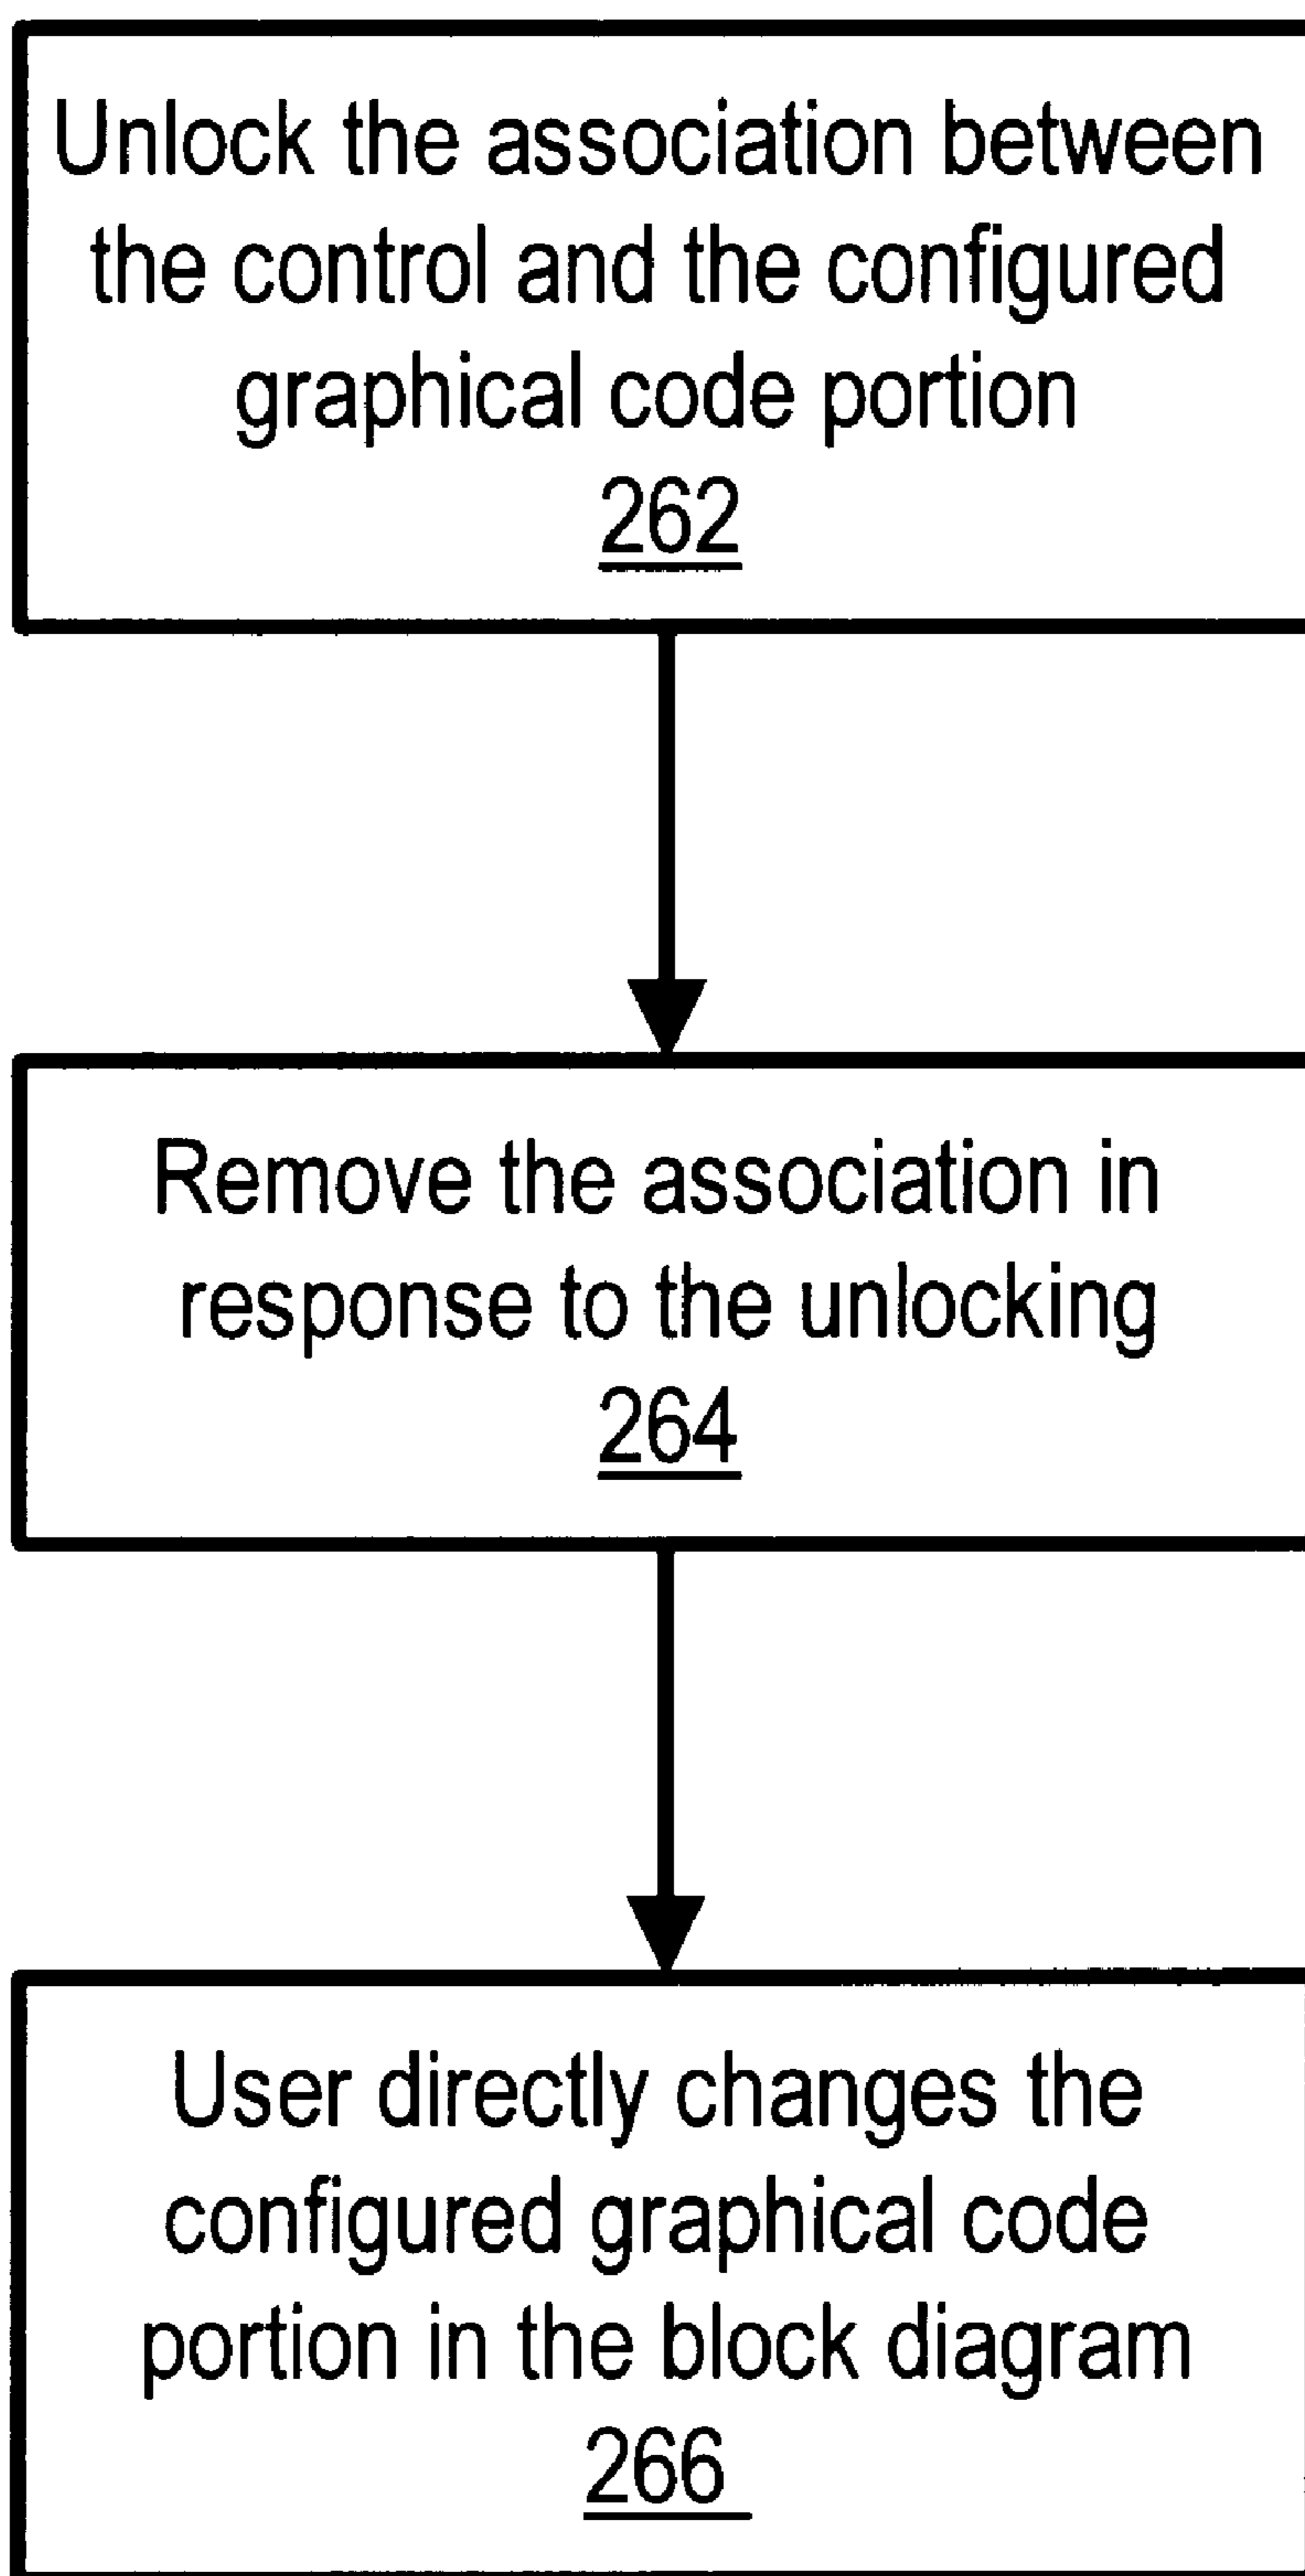 Unlock the association between
the control and the configured
graphical code portion
262
Remove the association in
response to the unlocking
264
User directly changes the
configured graphical code
portion in the block diagram
266